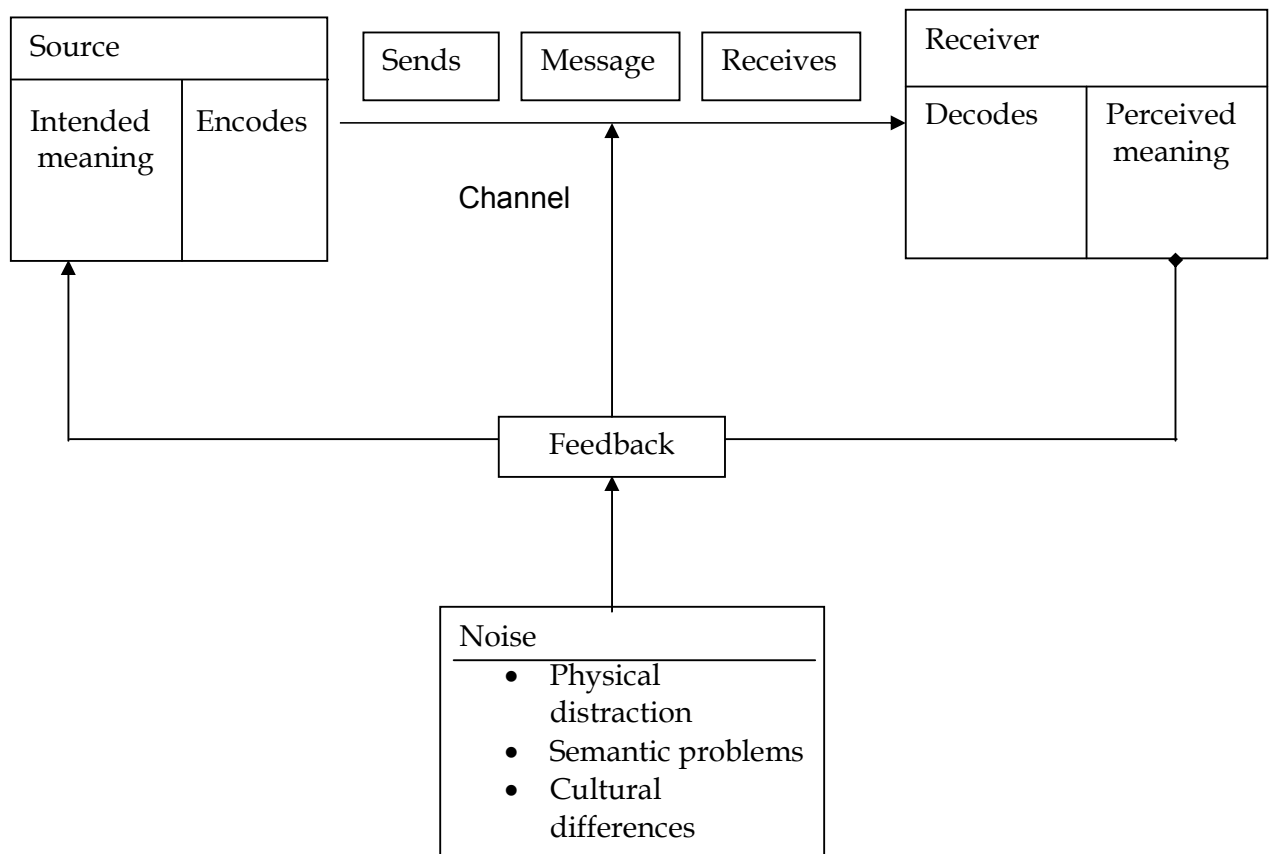 Source
Intended
meaning
Encodes
Sends
Message
Receives
Channel
Receiver
Decodes
Perceived
meaning
Feedback
Noise
• Physical
distraction
• Semantic problems
• Cultural
differences